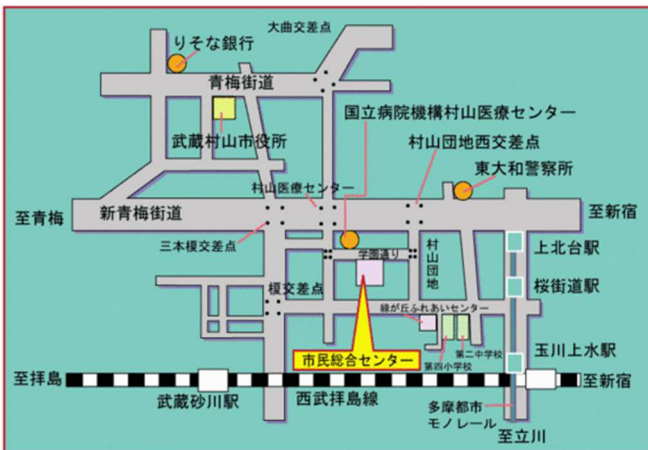 大曲交差点
りそな銀行
青梅街道
国立病院機構村山医療センター
武蔵村山市役所
村山団地西交差点
東大和警察所
村山医療センター
至青梅
新青梅街道
至新宿
三本榎交差点
学園通り
村山団地
上北台駅
桜街道駅
榎交差点
緑が丘ふれあいセンター
市民総合センター
第二中学校
第四小学校
玉川上水駅
至拝島
至新宿
武蔵砂川駅
西武拝島線
多摩都市
モノレール
至立川